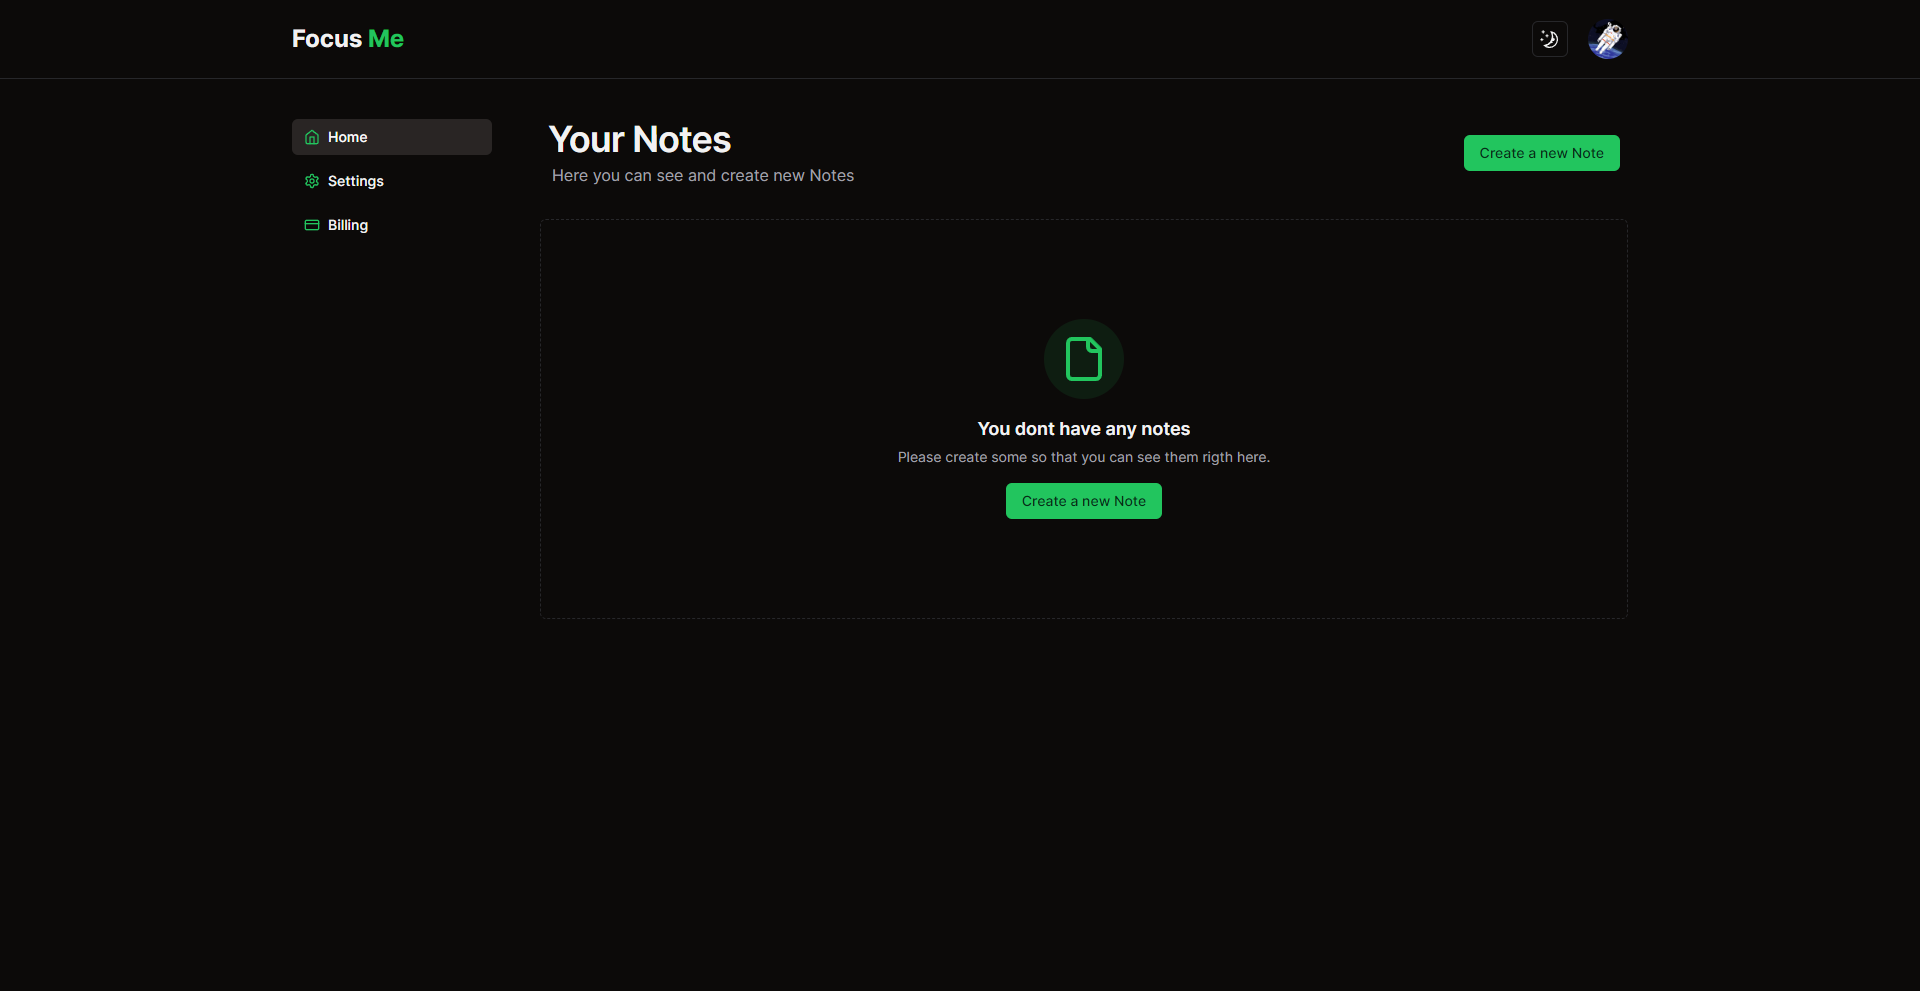 Focus Me
Home
Settings
Billing
Your Notes
Here you can see and create new Notes
Create a new Note
You dont have any notes
Please create some so that you can see them rigth here.
Create a new Note